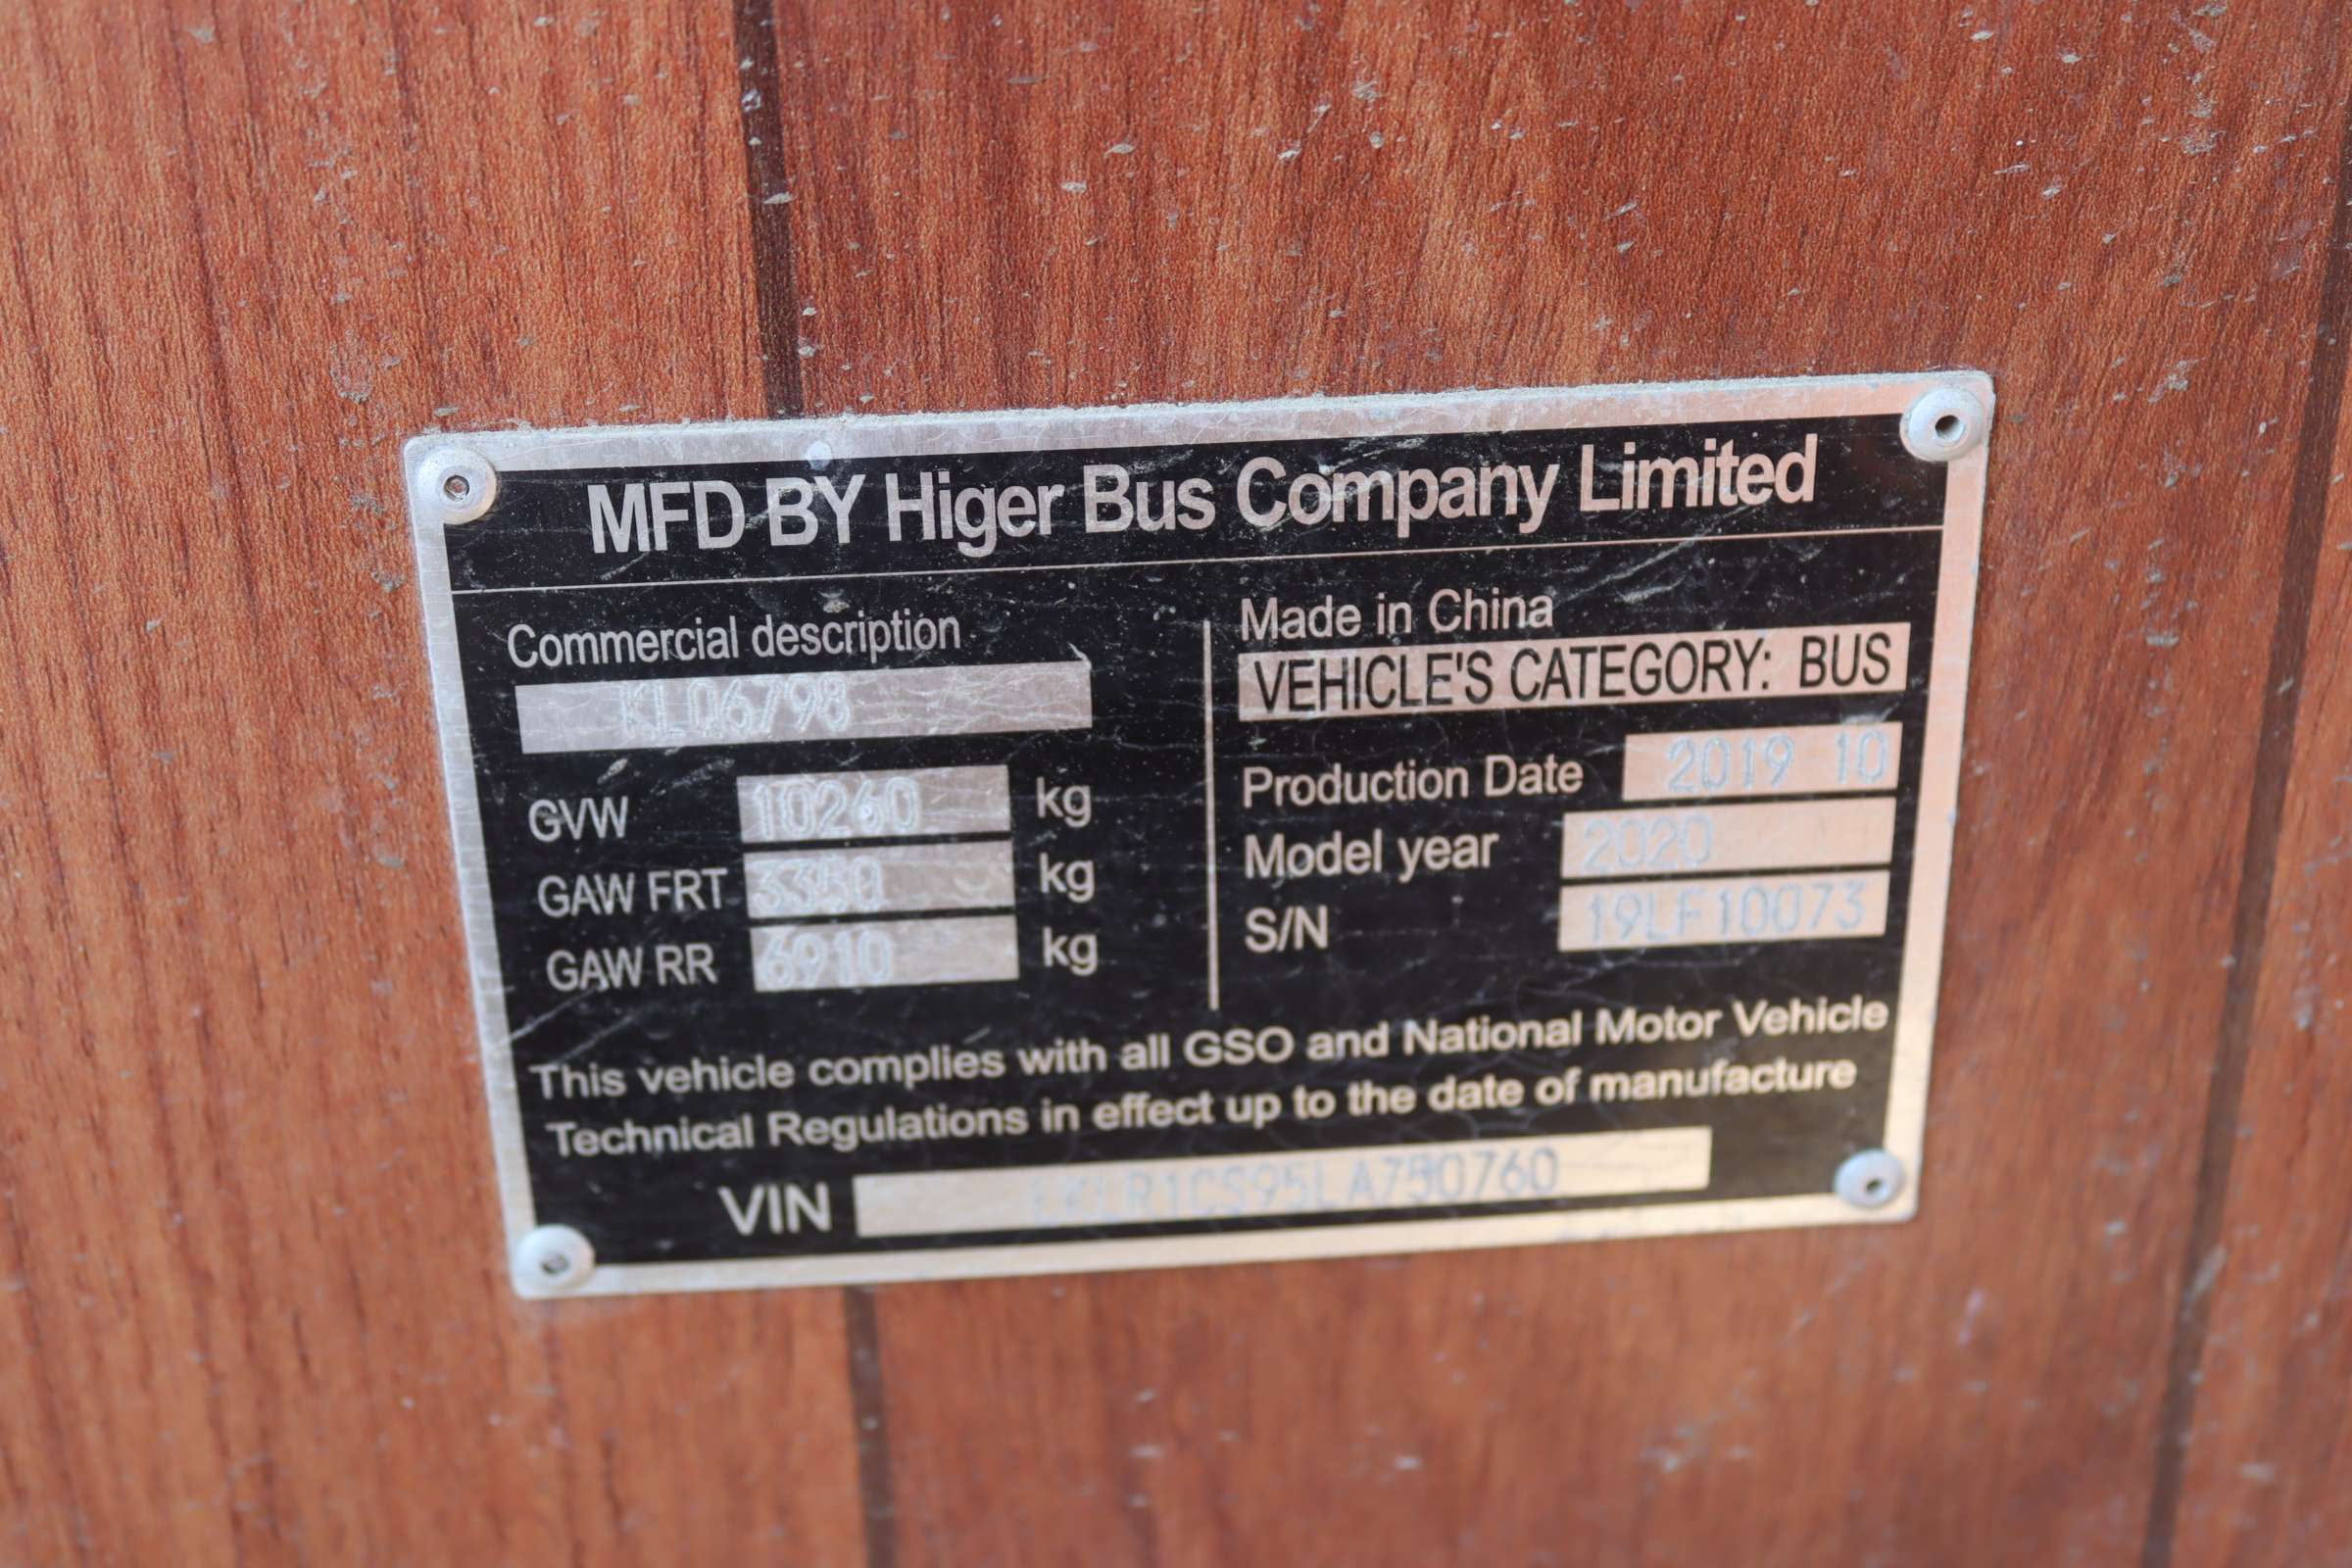 MFD BY Higer Bus Company Limited
Commercial description
KLQ6798
GVW 10260 kg
GAW FRT 3350 kg
GAW RR 6910 kg
Made in China
VEHICLE'S CATEGORY: BUS
Production Date 2019 10
Model year 2020
S/N 19LF10073
This vehicle complies with all GSO and National Motor Vehicle
Technical Regulations in effect up to the date of manufacture
VIN